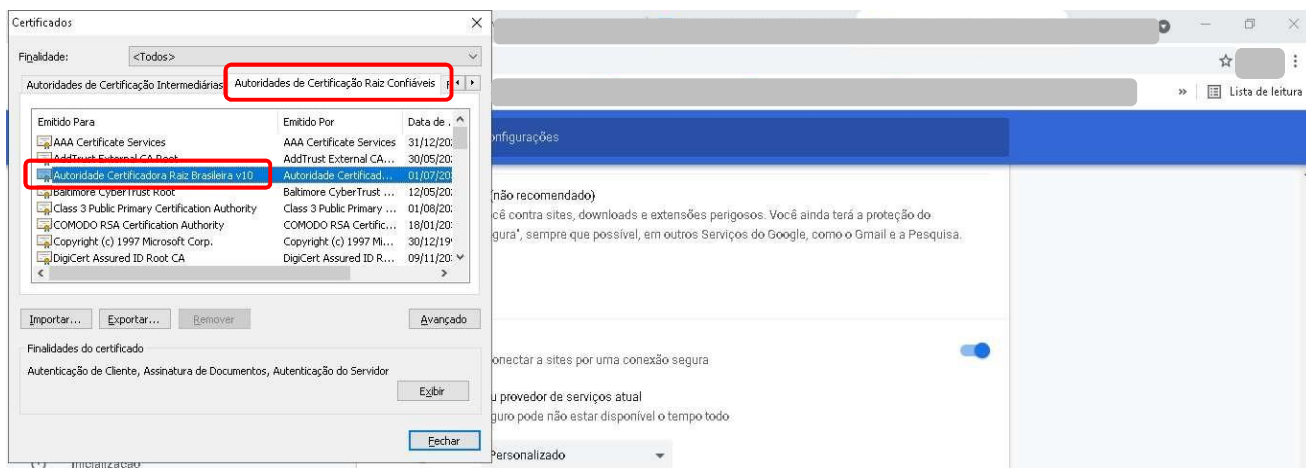 Certificados
Finalidade:
<Todos>
Autoridades de Certificação Intermediárias
Autoridades de Certificação Raiz Confiáveis
Emitido Para Emitido Por Data de .
AAA Certificate Services AAA Certificate Services 31/12/20
AddTrust External CA Root AddTrust External CA... 30/05/20
Autoridade Certificadora Raiz Brasileira v10 Autoridade Certificad... 01/07/20
Baltimore CyberTrust Root Baltimore CyberTrust ... 12/05/20
Class 3 Public Primary Certification Authority Class 3 Public Primary ... 01/08/20
COMODO RSA Certification Authority COMODO RSA Certific... 18/01/20
Copyright (c) 1997 Microsoft Corp. Copyright (c) 1997 Mi... 30/12/19
DigiCert Assured ID Root CA DigiCert Assured ID R... 09/11/20
Importar... Exportar... Remover Avançado
Finalidades do certificado
Autenticação de Cliente, Assinatura de Documentos, Autenticação do Servidor
Exibir
Fechar
» Lista de leitura
nfigurações
(não recomendado)
cê contra sites, downloads e extensões perigosos. Você ainda terá a proteção do
gura", sempre que possível, em outros Serviços do Google, como o Gmail e a Pesquisa.
onectar a sites por uma conexão segura
u provedor de serviços atual
guro pode não estar disponível o tempo todo
Personalizado
Inicialização